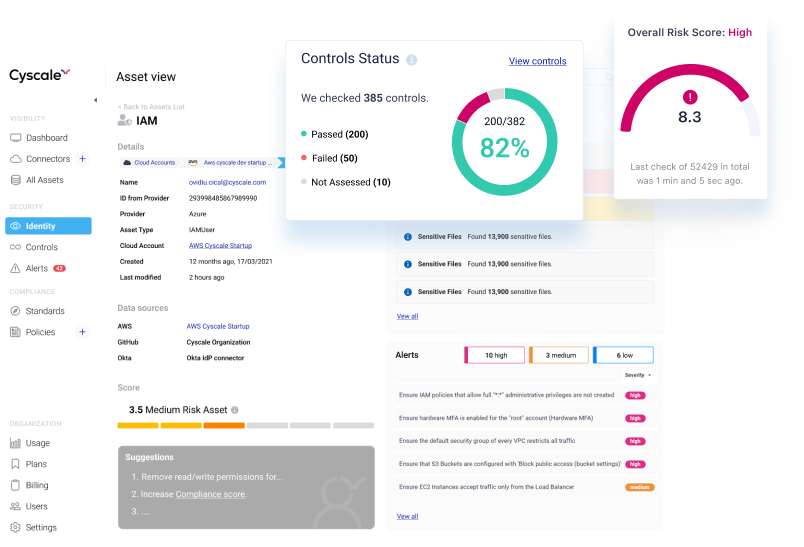 Cyscale
VISIBILITY
Dashboard
Connectors +
All Assets
SECURITY
Identity
Controls
Alerts 42
COMPLIANCE
Standards
Policies +
ORGANIZATION
Usage
Plans
Billing
Users
Settings
Asset view
< Back to Assets List
IAM
Details
Cloud Accounts
aws Aws cyscale dev startup ...
Name ovidiu.cical@cyscale.com
ID from Provider 293998485867989990
Provider Azure
Asset Type IAMUser
Cloud Account AWS Cyscale Startup
Created 12 months ago, 17/03/2021
Last modified 2 hours ago
Data sources
AWS AWS Cyscale Startup
GitHub Cyscale Organization
Okta Okta IdP connector
Score
3.5 Medium Risk Asset
Suggestions
1. Remove read/write permissions for...
2. Increase Compliance score.
3. ....
Controls Status
View controls
We checked 385 controls.
Passed (200)
Failed (50)
Not Assessed (10)
200/382
82%
Overall Risk Score: High
8.3
Last check of 52429 in total
was 1 min and 5 sec ago.
Sensitive Files Found 13,900 sensitive files.
Sensitive Files Found 13,900 sensitive files.
Sensitive Files Found 13,900 sensitive files.
View all
Alerts
10 high
3 medium
6 low
Severity
Ensure IAM policies that allow full "*:*" administrative privileges are not created high
Ensure hardware MFA is enabled for the "root" account (Hardware MFA) high
Ensure the default security group of every VPC restricts all traffic high
Ensure that S3 Buckets are configured with 'Block public access (bucket settings)' high
Ensure EC2 Instances accept traffic only from the Load Balancer medium
View all